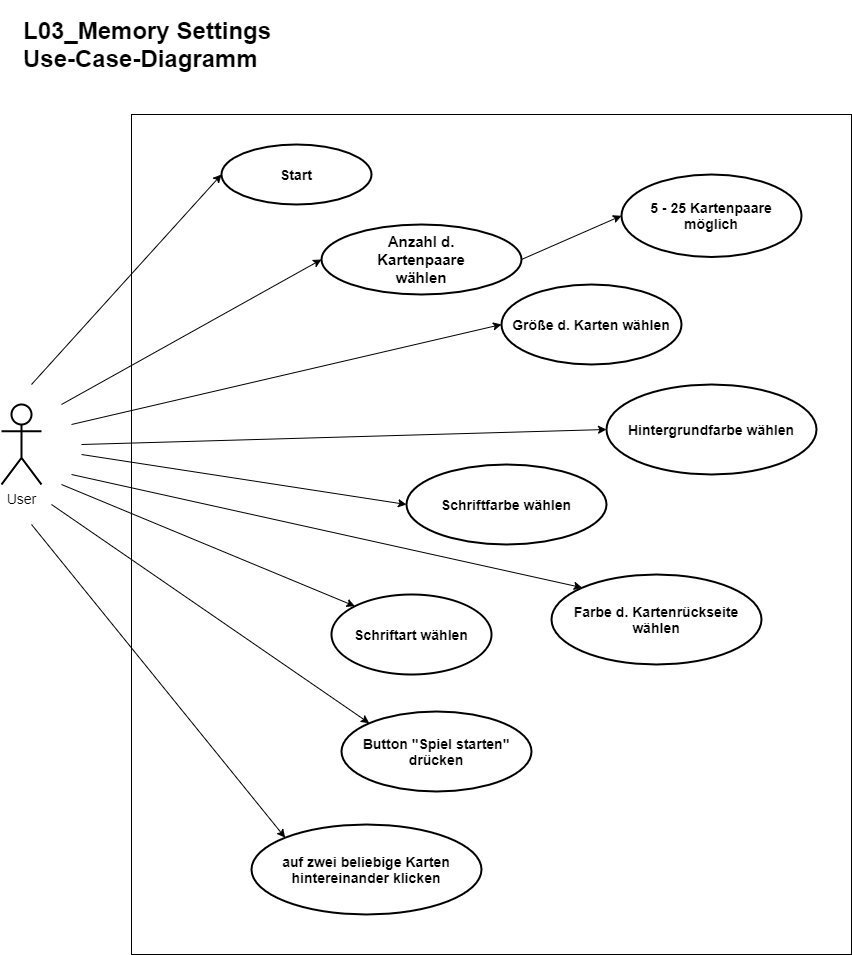 L03_Memory Settings
Use-Case-Diagramm
Start
5 - 25 Kartenpaare
möglich
Anzahl d.
Kartenpaare
wählen
Größe d. Karten wählen
Hintergrundfarbe wählen
User
Schriftfarbe wählen
Farbe d. Kartenrückseite
wählen
Schriftart wählen
Button "Spiel starten"
drücken
auf zwei beliebige Karten
hintereinander klicken